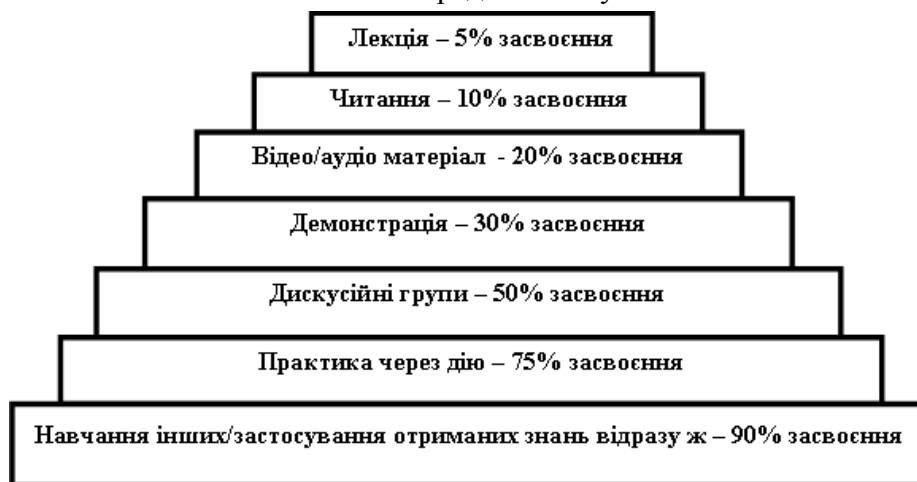 Лекція – 5% засвоєння
Читання – 10% засвоєння
Відео/аудіо матеріал - 20% засвоєння
Демонстрація – 30% засвоєння
Дискусійні групи – 50% засвоєння
Практика через дію – 75% засвоєння
Навчання інших/застосування отриманих знань відразу ж – 90% засвоєння